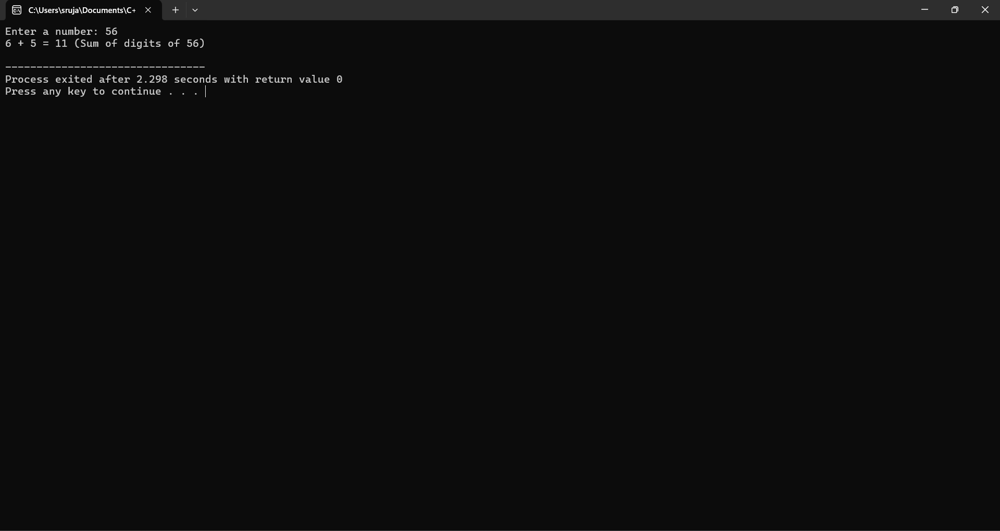 C:\Users\sruja\Documents\C+
Enter a number: 56
6 + 5 = 11 (Sum of digits of 56)
--------------------------------
Process exited after 2.298 seconds with return value 0
Press any key to continue . . .